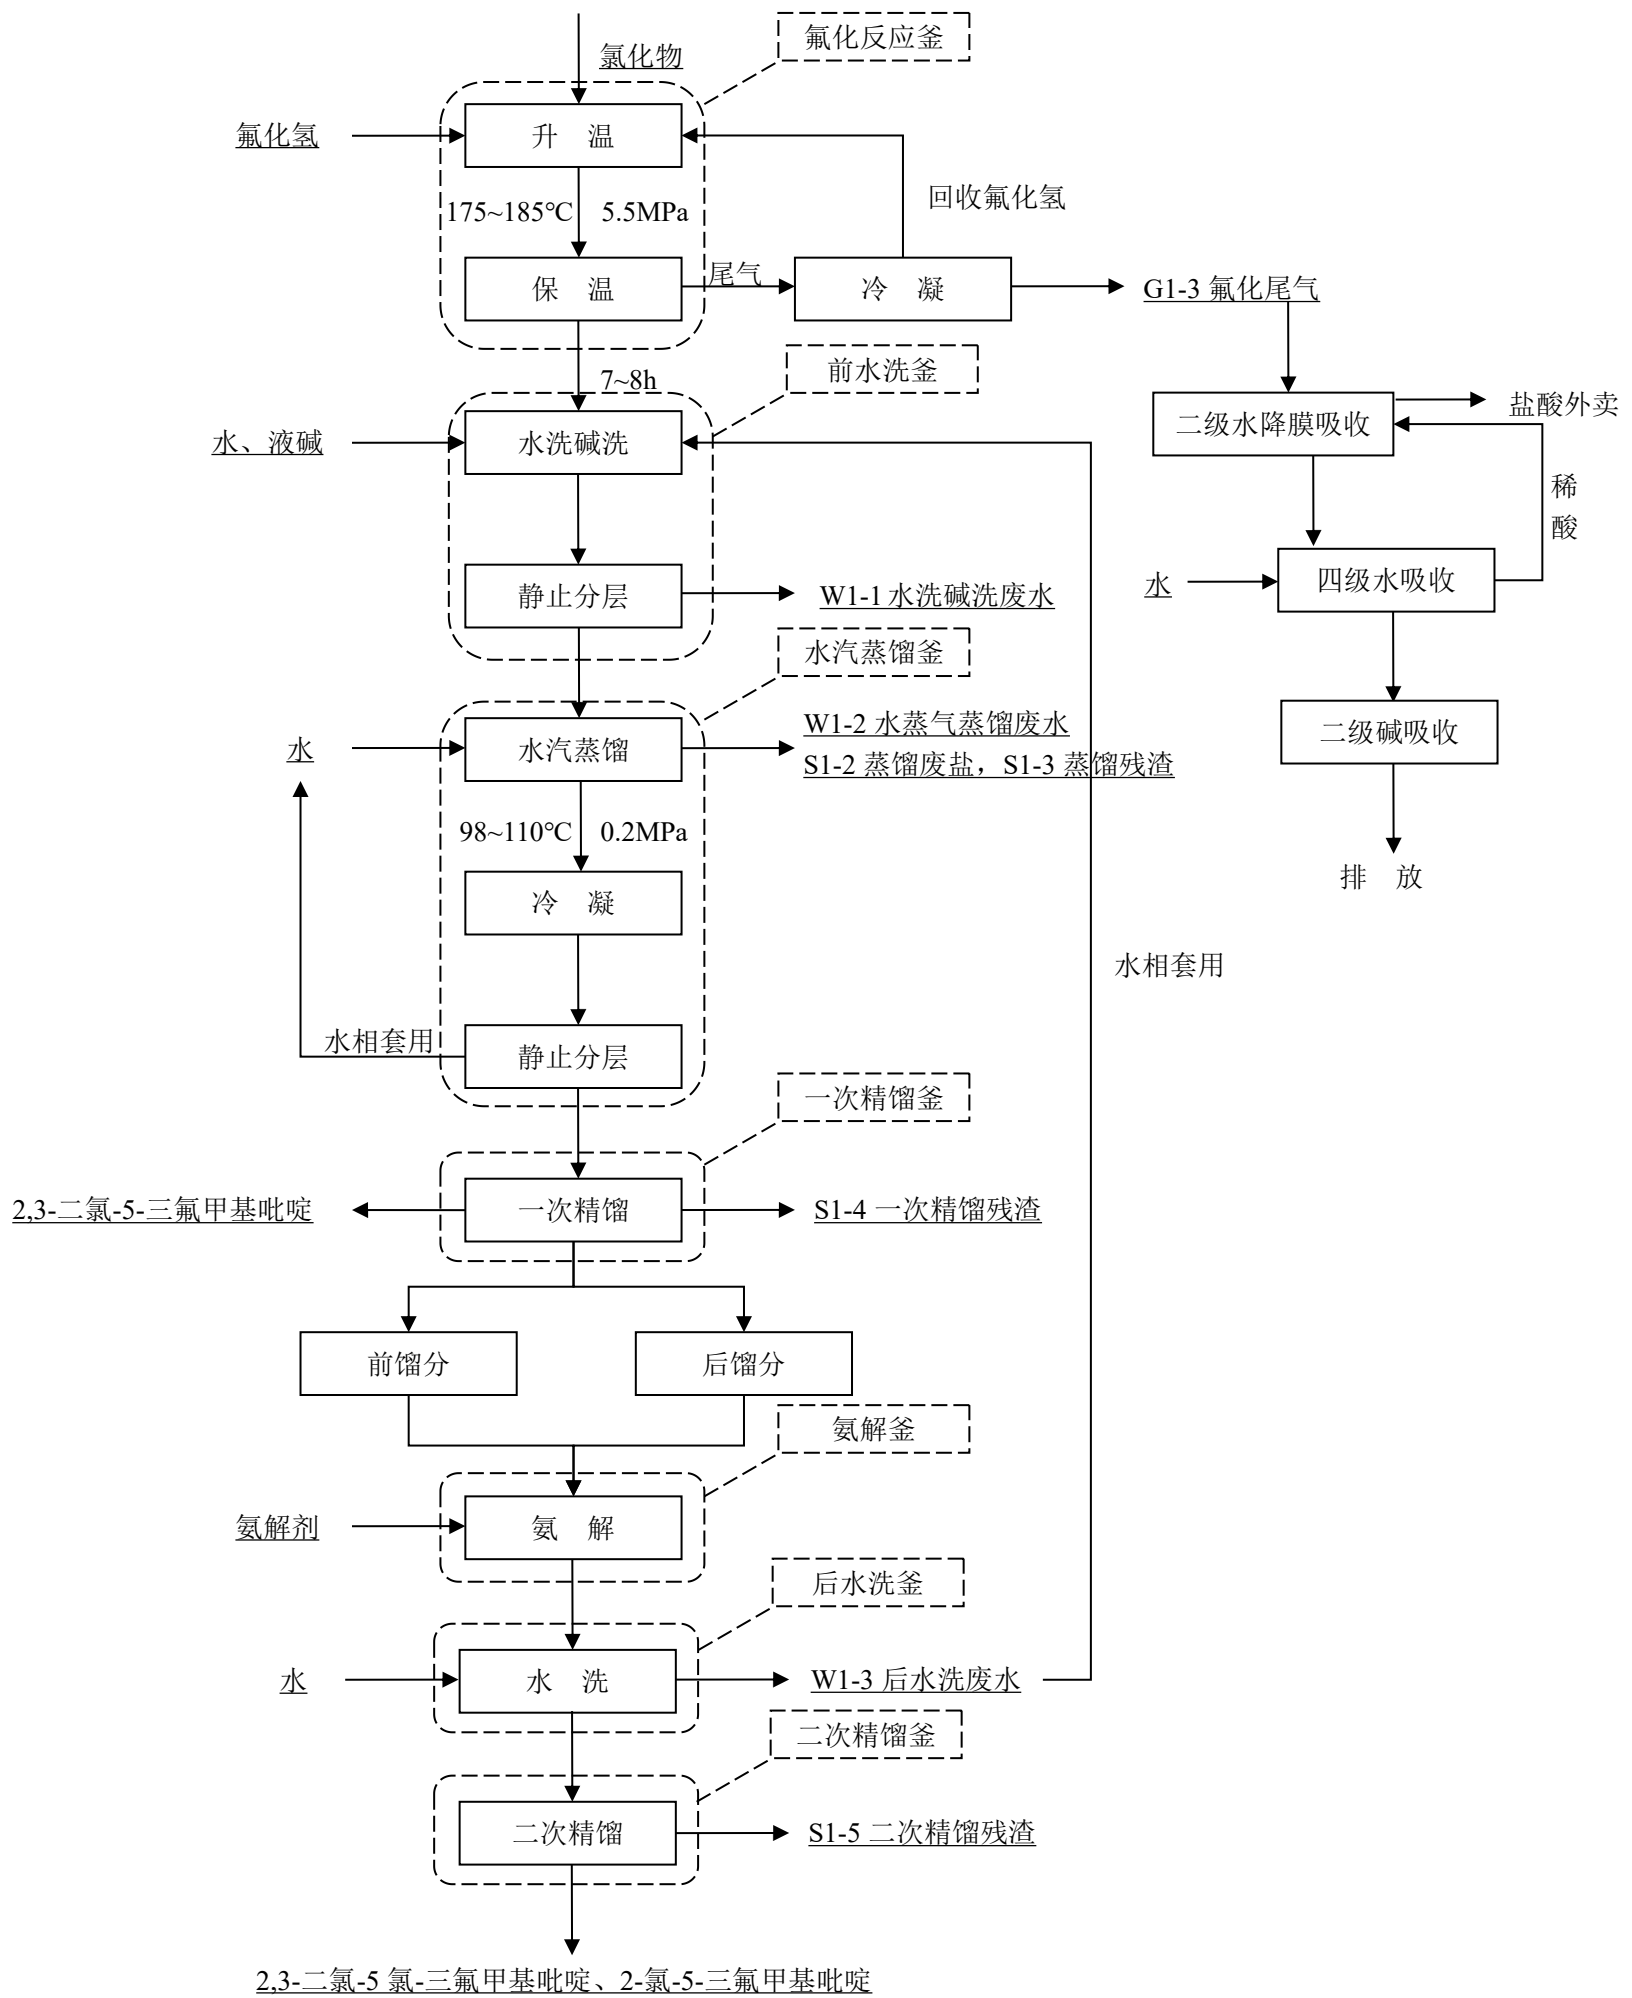 氟化反应釜
氯化物
氟化氢
升 温
回收氟化氢
175~185℃ 5.5MPa
保 温
尾气
冷 凝
G1-3 氟化尾气
前水洗釜
7~8h
二级水降膜吸收
盐酸外卖
水、液碱
水洗碱洗
稀
酸
静止分层
W1-1 水洗碱洗废水
水
四级水吸收
水汽蒸馏釜
水
水汽蒸馏
W1-2 水蒸气蒸馏废水
S1-2 蒸馏废盐，S1-3 蒸馏残渣
二级碱吸收
98~110℃ 0.2MPa
冷 凝
排 放
水相套用
水相套用
静止分层
一次精馏釜
2,3-二氯-5-三氟甲基吡啶
一次精馏
S1-4 一次精馏残渣
前馏分
后馏分
氨解釜
氨解剂
氨 解
后水洗釜
水
水 洗
W1-3 后水洗废水
二次精馏釜
二次精馏
S1-5 二次精馏残渣
2,3-二氯-5 氯-三氟甲基吡啶、2-氯-5-三氟甲基吡啶